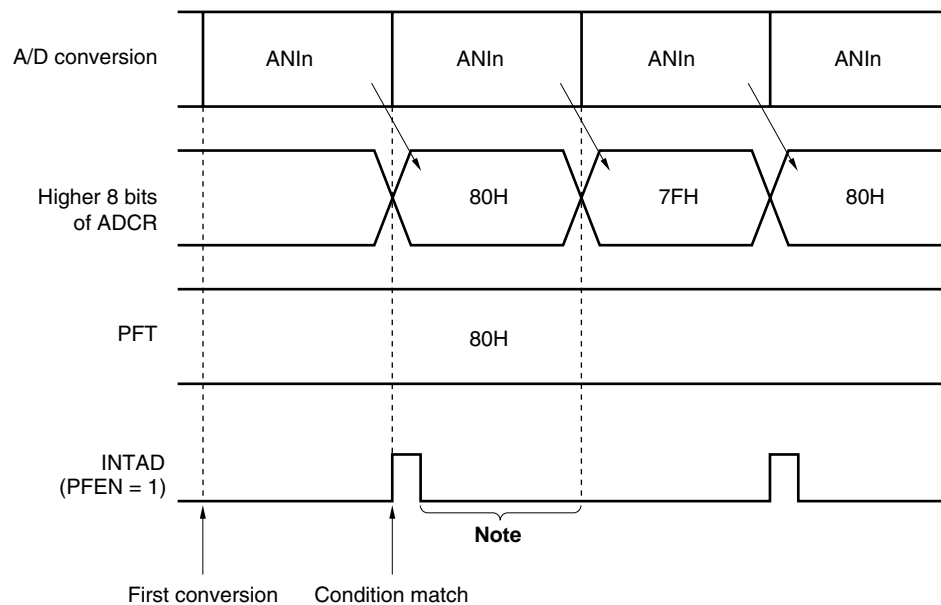 A/D conversion
ANIn
ANIn
ANIn
ANIn
Higher 8 bits
of ADCR
80H
7FH
80H
PFT
80H
INTAD
(PFEN = 1)
Note
First conversion
Condition match